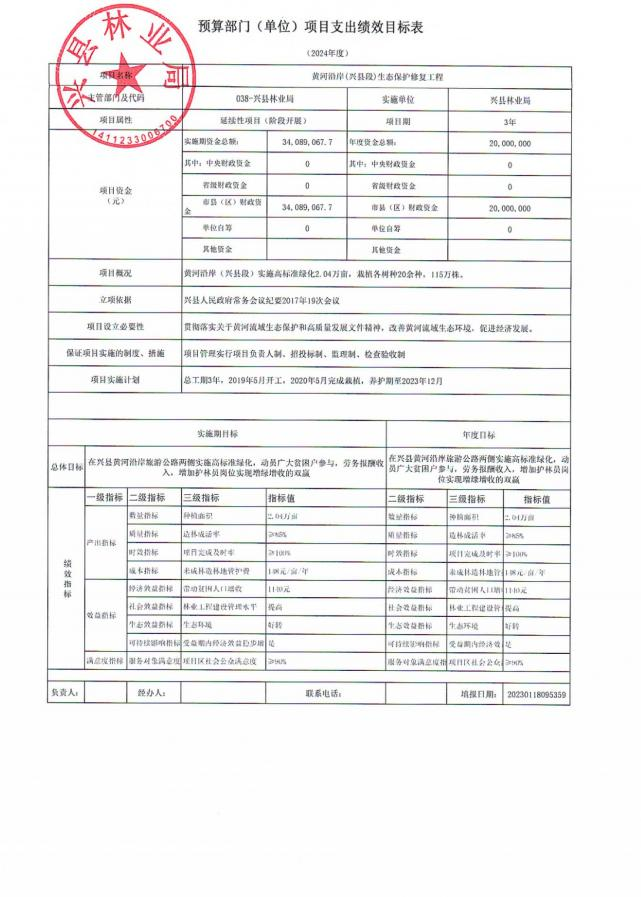 预算部门（单位）项目支出绩效目标表
（2024年度）
兴县林业局
1411233006700
项目名称 黄河沿岸(兴县段)生态保护修复工程
主管部门及代码 038-兴县林业局 实施单位 兴县林业局
项目属性 延续性项目（阶段开展） 项目期 3年
项目资金（元） 实施期资金总额: 34,089,067.7 年度资金总额: 20,000,000
其中: 中央财政资金 0 其中: 中央财政资金 0
省级财政资金 0 省级财政资金 0
市县（区）财政资金 34,089,067.7 市县（区）财政资金 20,000,000
单位自筹 0 单位自筹 0
其他资金 其他资金
项目概况 黄河沿岸（兴县段）实施高标准绿化2.04万亩，栽植各树种20余种，115万株。
立项依据 兴县人民政府常务会议纪要2017年19次会议
项目设立必要性 贯彻落实关于黄河流域生态保护和高质量发展文件精神，改善黄河流域生态环境，促进经济发展。
保证项目实施的制度、措施 项目管理实行项目负责人制、招投标制、监理制、检查验收制
项目实施计划 总工期3年，2019年5月开工，2020年5月完成栽植，养护期至2023年12月
实施期目标 年度目标
总体目标 在兴县黄河沿岸旅游公路两侧实施高标准绿化，动员广大贫困户参与，劳务报酬收入，增加护林员岗位实现增绿增收的双赢 在兴县黄河沿岸旅游公路两侧实施高标准绿化，动员广大贫困户参与，劳务报酬收入，增加护林员岗位实现增绿增收的双赢
绩效指标 一级指标 二级指标 三级指标 指标值 二级指标 三级指标 指标值
产出指标 数量指标 种植面积 2.04万亩 数量指标 种植面积 2.04万亩
质量指标 造林成活率 ≥85% 质量指标 造林成活率 ≥85%
时效指标 项目完成及时率 ≥100% 时效指标 项目完成及时率 ≥100%
成本指标 未成林造林地管护费 148元/亩/年 成本指标 未成林造林地管 148元/亩/年
效益指标 经济效益指标 带动贫困人口增收 1140元 经济效益指标 带动贫困人口增 1140元
社会效益指标 林业工程建设管理水平 提高 社会效益指标 林业工程建设管 提高
生态效益指标 生态环境 好转 生态效益指标 生态环境 好转
可持续影响指标 受益期内经济效益稳步增 是 可持续影响指标 受益期内经济效 是
满意度指标 服务对象满意度 项目区社会公众满意度 ≥90% 服务对象满意度指 项目区社会公众 ≥90%
负责人: 经办人: 联系电话: 填报日期: 20230118095359